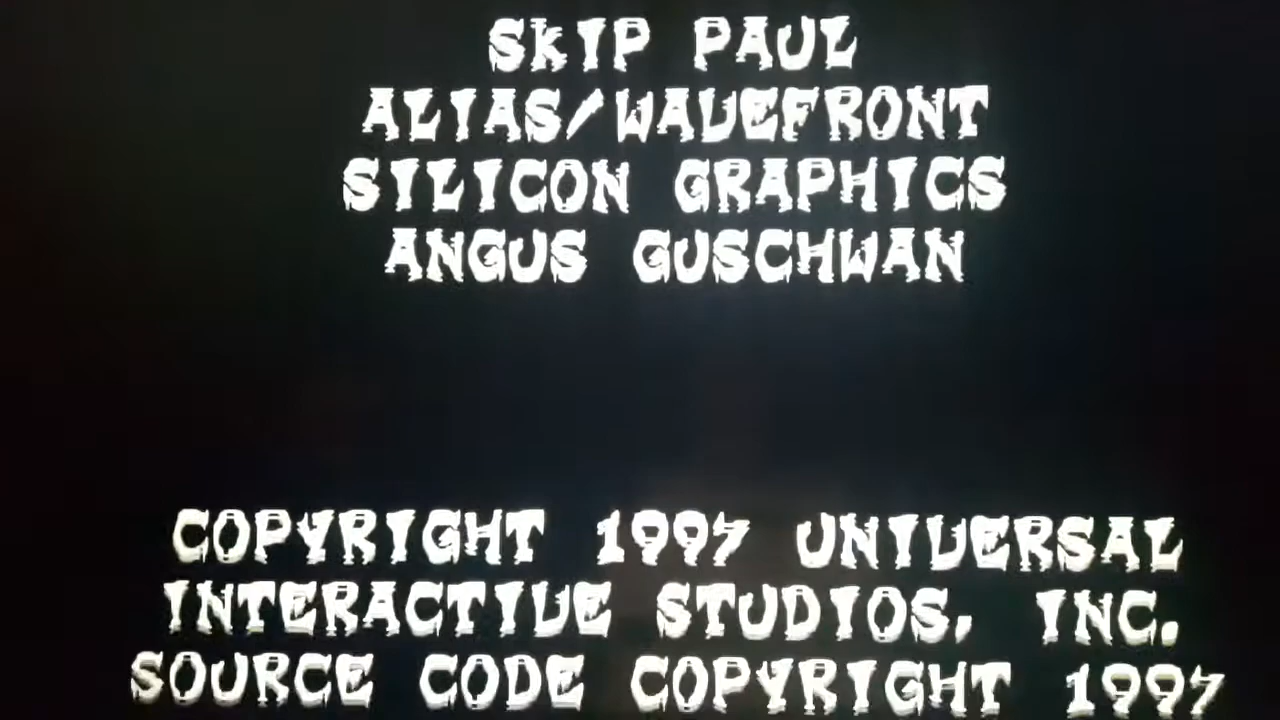 SKIP PAUL
ALIAS/WAVEFRONT
SILICON GRAPHICS
ANGUS GUSCHWAN
COPYRIGHT 1997 UNIVERSAL
INTERACTIVE STUDIOS, INC.
SOURCE CODE COPYRIGHT 1997